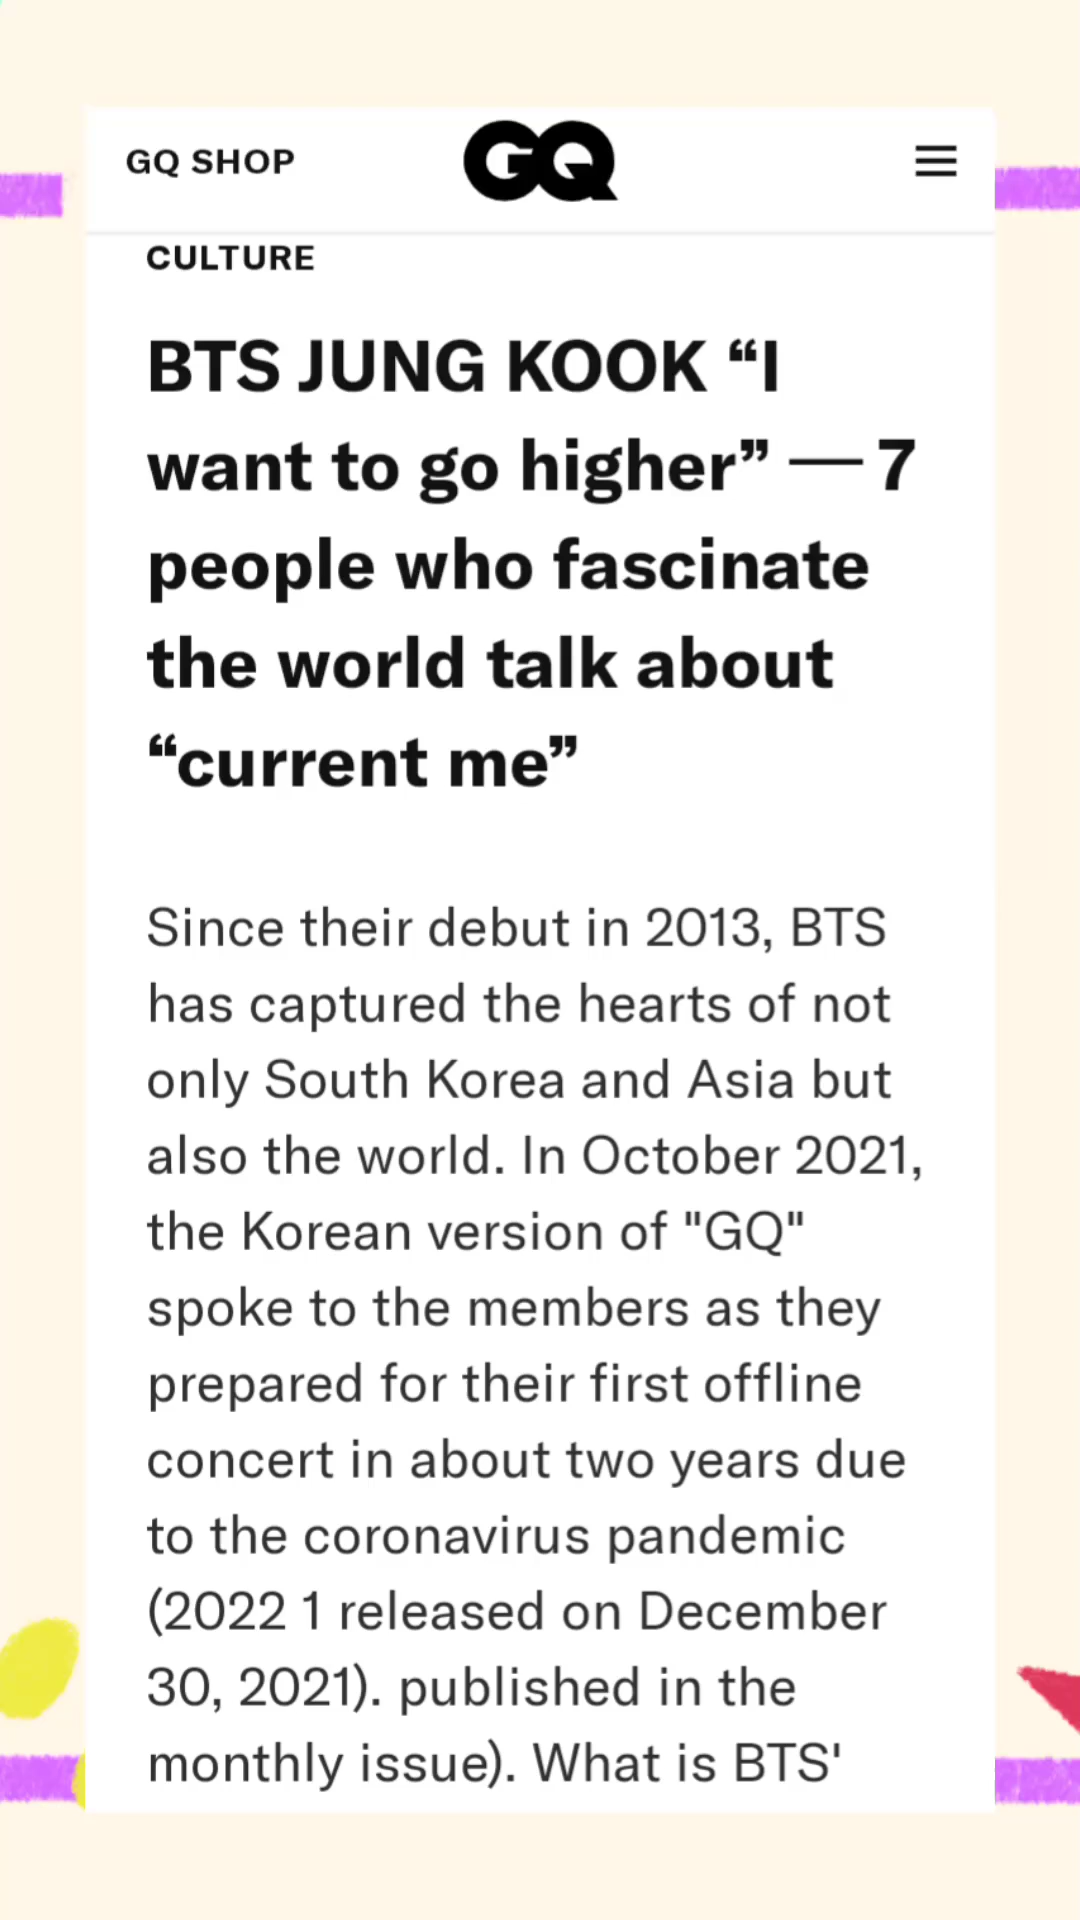 GQ SHOP
GQ
CULTURE
BTS JUNG KOOK “I
want to go higher” — 7
people who fascinate
the world talk about
“current me”
Since their debut in 2013, BTS
has captured the hearts of not
only South Korea and Asia but
also the world. In October 2021,
the Korean version of "GQ"
spoke to the members as they
prepared for their first offline
concert in about two years due
to the coronavirus pandemic
(2022 1 released on December
30, 2021). published in the
monthly issue). What is BTS'